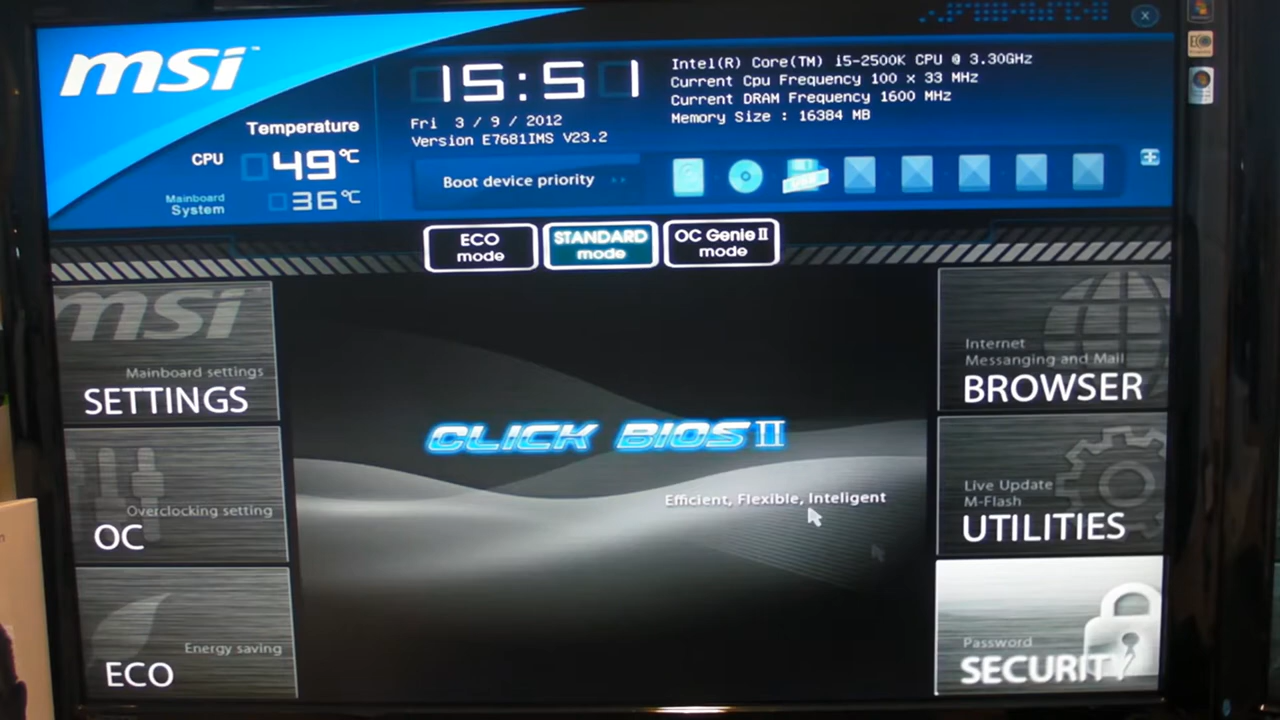 msi
15:51
Fri 3 / 9 / 2012
Version E7681IMS V23.2
Temperature
CPU 49°C
Mainboard
System 36°C
Intel(R) Core(TM) i5-2500K CPU @ 3.30GHz
Current Cpu Frequency 100 x 33 MHz
Current DRAM Frequency 1600 MHz
Memory Size : 16384 MB
Boot device priority
USB
ECO
mode
STANDARD
mode
OC Genie II
mode
msi
Mainboard settings
SETTINGS
Overclocking setting
OC
Energy saving
ECO
CLICK BIOS II
Efficient, Flexible, Inteligent
Internet
Messanging and Mail
BROWSER
Live Update
M-Flash
UTILITIES
Password
SECURITY